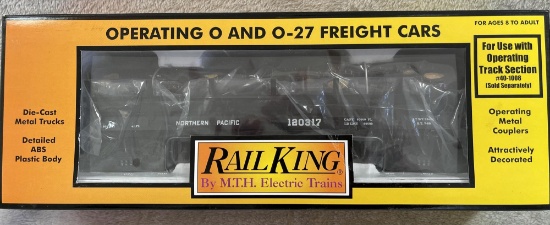 OPERATING O AND O-27 FREIGHT CARS
FOR AGES 8 TO ADULT
For Use with
Operating
Track Section
#40-1008
(Sold Separately)
Die-Cast
Metal Trucks
Detailed
ABS
Plastic Body
NORTHERN PACIFIC
120317
Operating
Metal
Couplers
Attractively
Decorated
RAILKING®
By M.T.H. Electric Trains